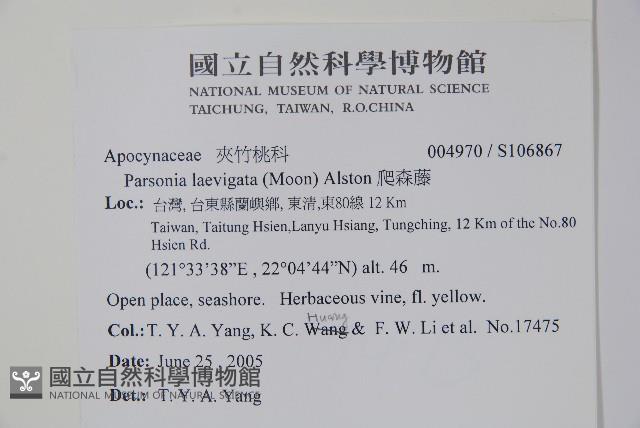 國立自然科學博物館
NATIONAL MUSEUM OF NATURAL SCIENCE
TAICHUNG, TAIWAN, R.O.CHINA
Apocynaceae 夾竹桃科 004970 / S106867
Parsonia laevigata (Moon) Alston 爬森藤
Loc.: 台灣, 台東縣蘭嶼鄉, 東清,東80線 12 Km
Taiwan, Taitung Hsien,Lanyu Hsiang, Tungching, 12 Km of the No.80
Hsien Rd.
(121°33'38"E , 22°04'44"N) alt. 46 m.
Open place, seashore. Herbaceous vine, fl. yellow.
Huang
Col.: T. Y. A. Yang, K. C. Wang & F. W. Li et al. No.17475
Date: June 25 2005
國立自然科學博物館
NATIONAL MUSEUM OF NATURAL SCIENCE
Det.: T. Y. A. Yang